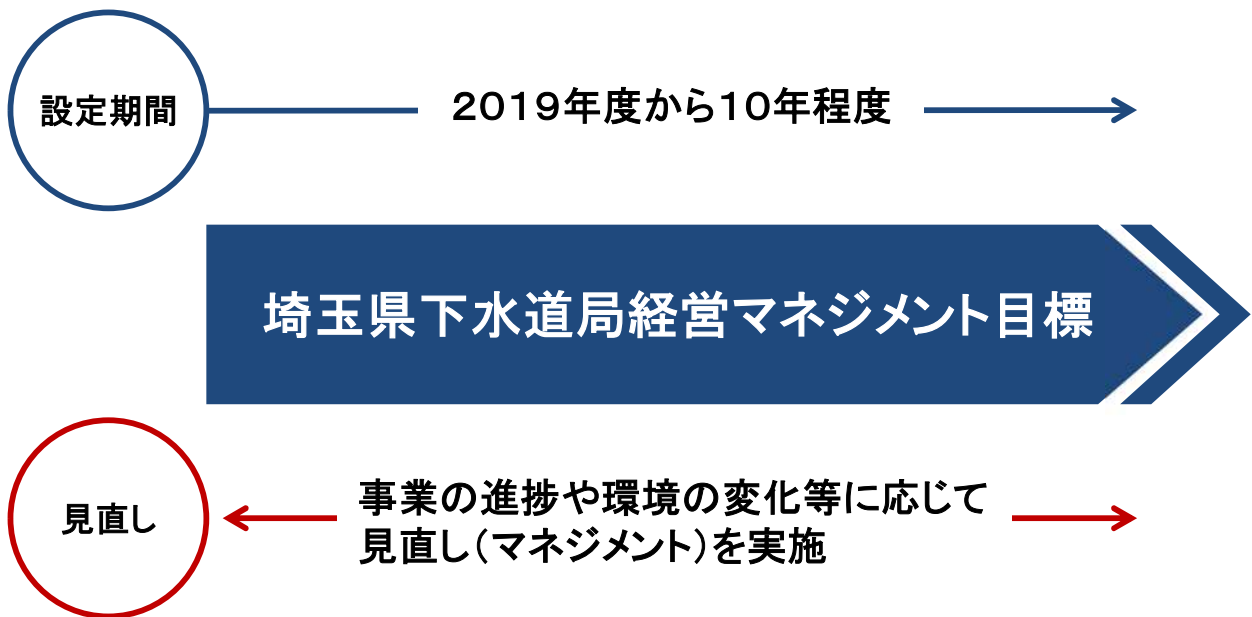 設定期間
２０１９年度から１０年程度
埼玉県下水道局経営マネジメント目標
見直し
事業の進捗や環境の変化等に応じて
見直し（マネジメント）を実施